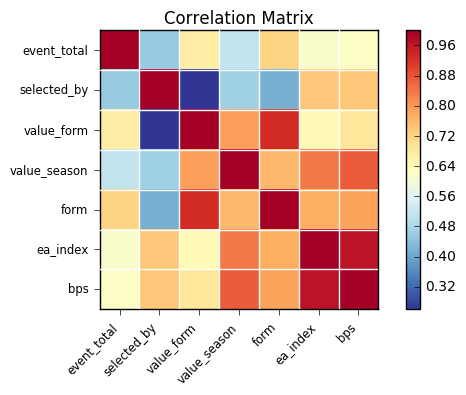 Correlation Matrix
event_total
selected_by
value_form
value_season
form
ea_index
bps
event_total
selected_by
value_form
value_season
form
ea_index
bps
0.96
0.88
0.80
0.72
0.64
0.56
0.48
0.40
0.32